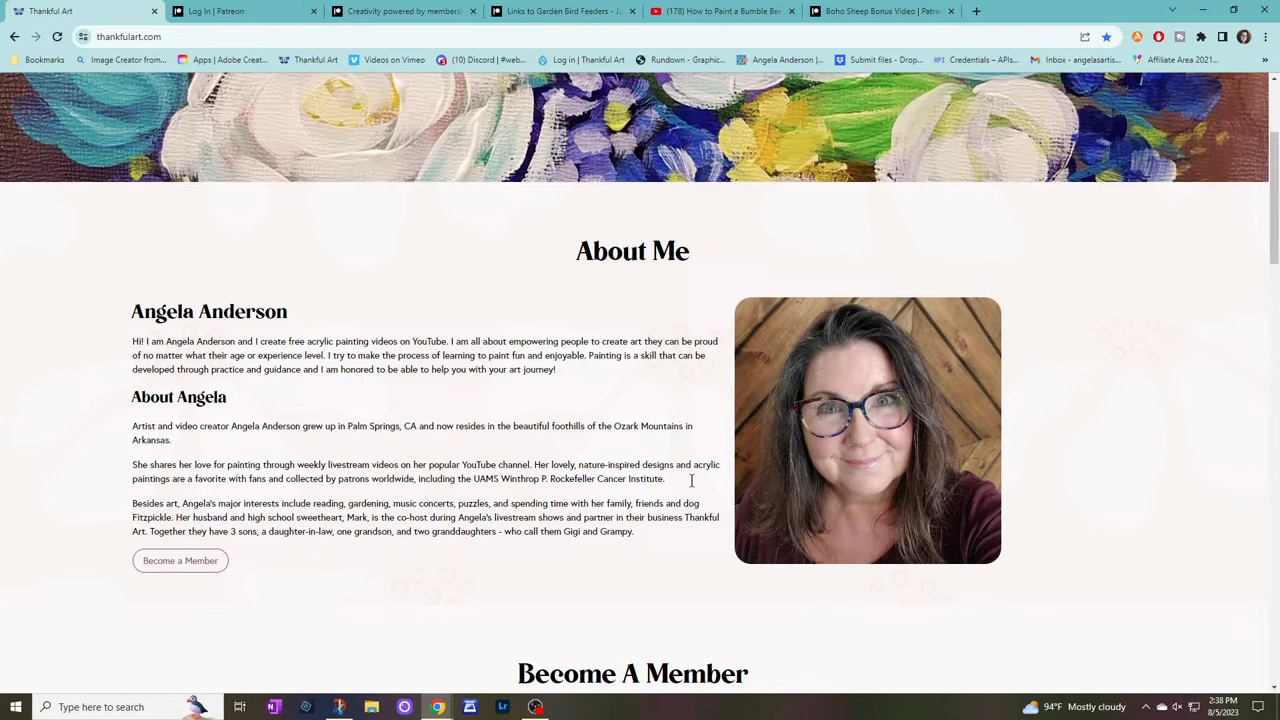 Thankful Art
Log In | Patreon
Creativity powered by members
Links to Garden Bird Feeders - Ju
(178) How to Paint a Bumble Bee
Boho Sheep Bonus Video | Patre
thankfulart.com
Bookmarks
Image Creator from...
Apps | Adobe Creat...
Thankful Art
Videos on Vimeo
(10) Discord | #web...
Log in | Thankful Art
Rundown - Graphic...
Angela Anderson |...
Submit files - Drop...
API Credentials – APIs...
Gmail Inbox - angelasartis...
Affiliate Area 2021...
About Me
Angela Anderson
Hi! I am Angela Anderson and I create free acrylic painting videos on YouTube. I am all about empowering people to create art they can be proud
of no matter what their age or experience level. I try to make the process of learning to paint fun and enjoyable. Painting is a skill that can be
developed through practice and guidance and I am honored to be able to help you with your art journey!
About Angela
Artist and video creator Angela Anderson grew up in Palm Springs, CA and now resides in the beautiful foothills of the Ozark Mountains in
Arkansas.
She shares her love for painting through weekly livestream videos on her popular YouTube channel. Her lovely, nature-inspired designs and acrylic
paintings are a favorite with fans and collected by patrons worldwide, including the UAMS Winthrop P. Rockefeller Cancer Institute.
Besides art, Angela's major interests include reading, gardening, music concerts, puzzles, and spending time with her family, friends and dog
Fitzpickle. Her husband and high school sweetheart, Mark, is the co-host during Angela's livestream shows and partner in their business Thankful
Art. Together they have 3 sons, a daughter-in-law, one grandson, and two granddaughters - who call them Gigi and Grampy.
Become a Member
Become A Member
Type here to search
94°F Mostly cloudy
2:38 PM
8/5/2023